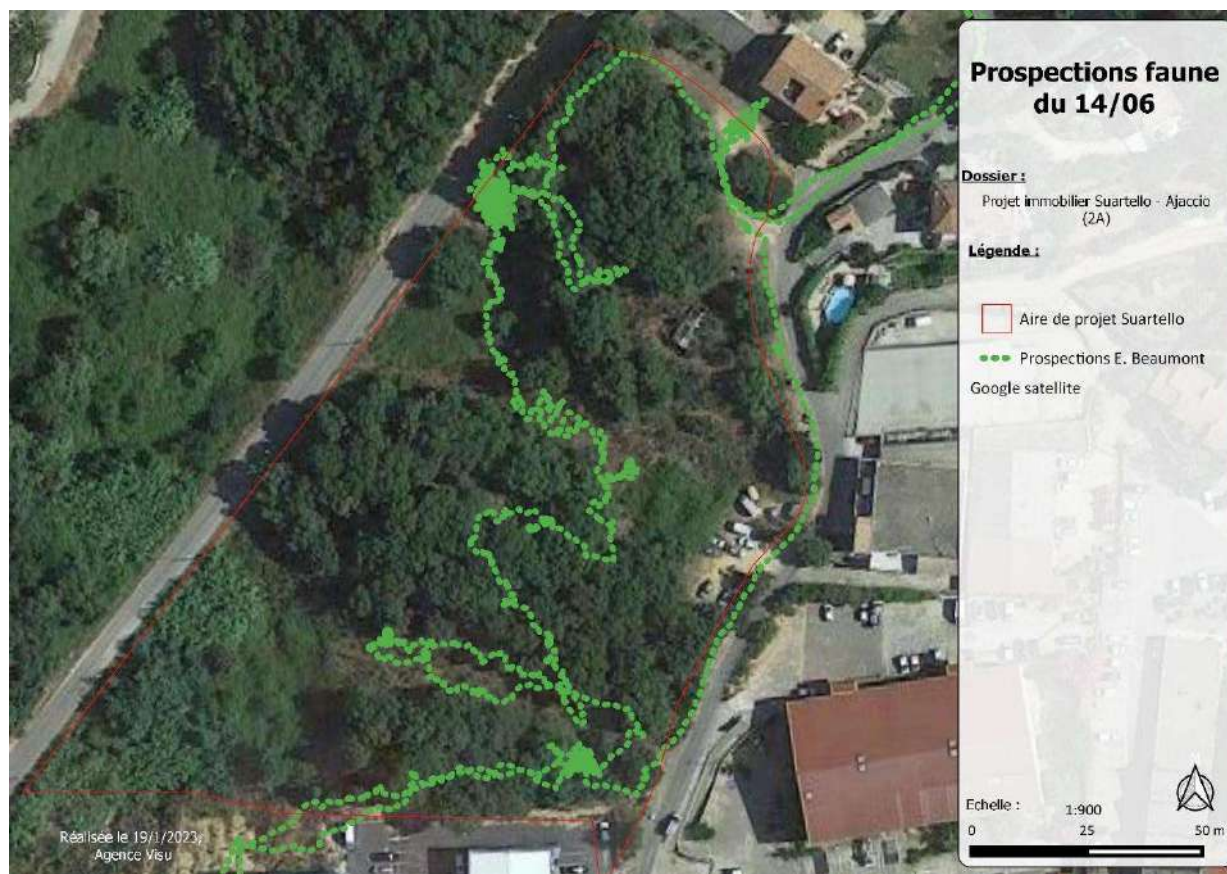 Prospections faune
du 14/06
Dossier :
Projet immobilier Suartello - Ajaccio
(2A)
Légende :
Aire de projet Suartello
Prospections E. Beaumont
Google satellite
Echelle :
1:900
0 25 50 m
Réalisée le 19/1/2023,
Agence Visu